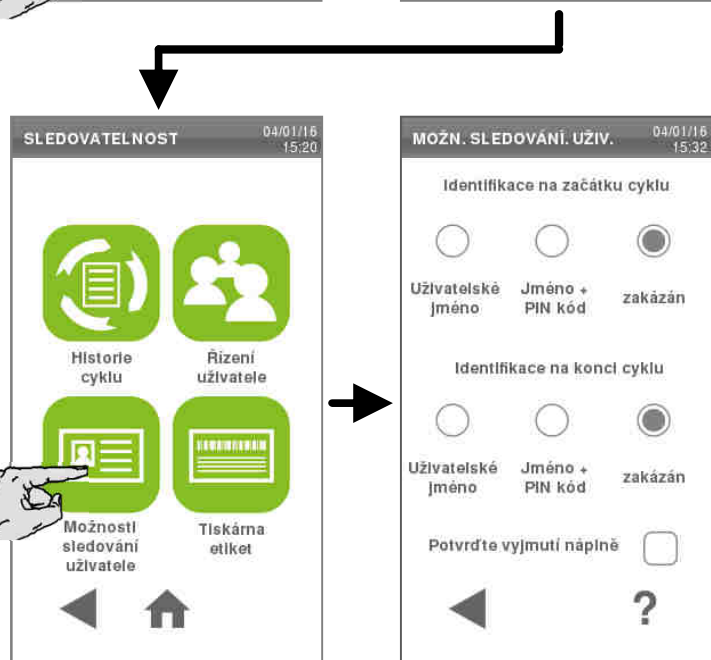 SLEDOVATELNOST
04/01/16
15:20
Historie
cyklu
Řízení
uživatele
Možnosti
sledování
uživatele
Tiskárna
etiket
MOŽN. SLEDOVÁNÍ. UŽIV.
04/01/16
15:32
Identifikace na začátku cyklu
Uživatelské
jméno
Jméno +
PIN kód
zakázán
Identifikace na konci cyklu
Uživatelské
jméno
Jméno +
PIN kód
zakázán
Potvrďte vyjmutí náplně
?